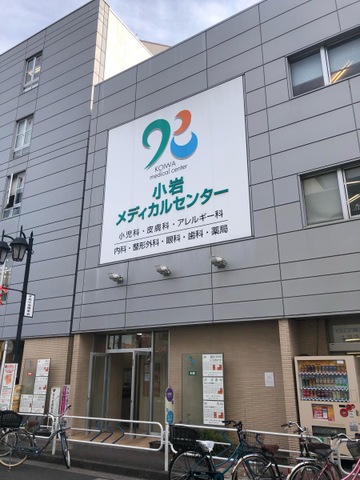 KOIWA
medical center
小岩
メディカルセンター
小児科・皮膚科・アレルギー科
内科・整形外科・眼科・歯科・薬局